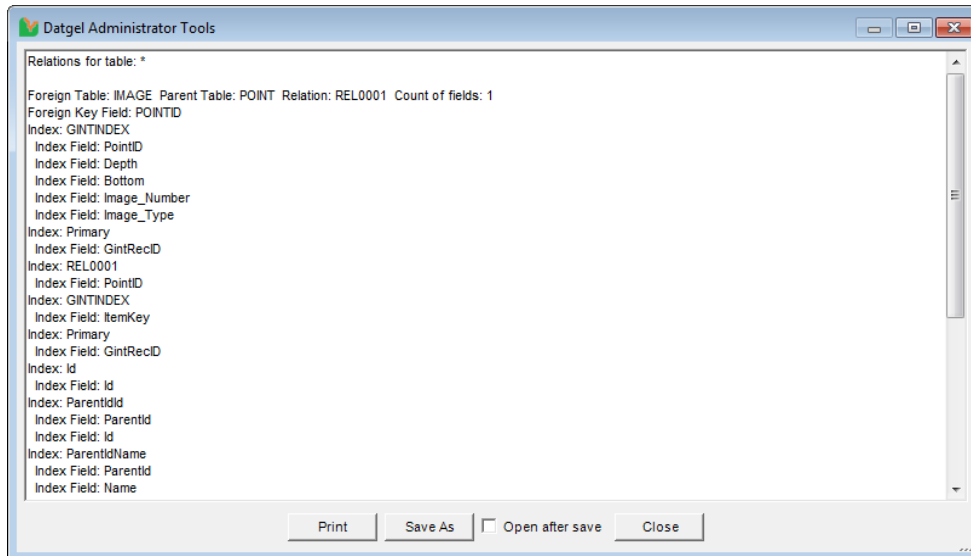 Datgel Administrator Tools
Relations for table: *
Foreign Table: IMAGE  Parent Table: POINT  Relation: REL0001  Count of fields: 1
Foreign Key Field: POINTID
Index: GINTINDEX
  Index Field: PointID
  Index Field: Depth
  Index Field: Bottom
  Index Field: Image_Number
  Index Field: Image_Type
Index: Primary
  Index Field: GintRecID
Index: REL0001
  Index Field: PointID
Index: GINTINDEX
  Index Field: ItemKey
Index: Primary
  Index Field: GintRecID
Index: Id
  Index Field: Id
Index: ParentIdId
  Index Field: ParentId
  Index Field: Id
Index: ParentIdName
  Index Field: ParentId
  Index Field: Name
Print Save As Open after save Close